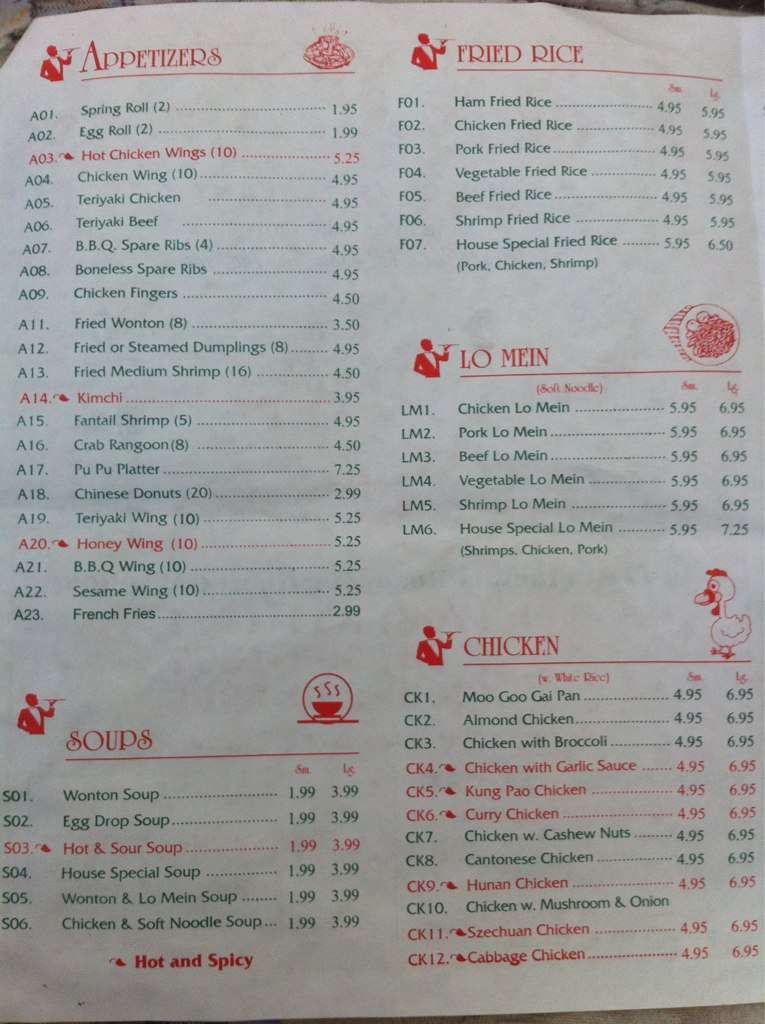 APPETIZERS
A01. Spring Roll (2) 1.95
A02. Egg Roll (2) 1.99
A03. Hot Chicken Wings (10) 5.25
A04. Chicken Wing (10) 4.95
A05. Teriyaki Chicken 4.95
A06. Teriyaki Beef 4.95
A07. B.B.Q. Spare Ribs (4) 4.95
A08. Boneless Spare Ribs 4.95
A09. Chicken Fingers 4.50
A11. Fried Wonton (8) 3.50
A12. Fried or Steamed Dumplings (8) 4.95
A13. Fried Medium Shrimp (16) 4.50
A14. Kimchi 3.95
A15. Fantail Shrimp (5) 4.95
A16. Crab Rangoon(8) 4.50
A17. Pu Pu Platter 7.25
A18. Chinese Donuts (20) 2.99
A19. Teriyaki Wing (10) 5.25
A20. Honey Wing (10) 5.25
A21. B.B.Q Wing (10) 5.25
A22. Sesame Wing (10) 5.25
A23. French Fries 2.99
SOUPS
Sm. Lg.
S01. Wonton Soup 1.99 3.99
S02. Egg Drop Soup 1.99 3.99
S03. Hot & Sour Soup 1.99 3.99
S04. House Special Soup 1.99 3.99
S05. Wonton & Lo Mein Soup 1.99 3.99
S06. Chicken & Soft Noodle Soup 1.99 3.99
Hot and Spicy
FRIED RICE
Sm. Lg.
F01. Ham Fried Rice 4.95 5.95
F02. Chicken Fried Rice 4.95 5.95
F03. Pork Fried Rice 4.95 5.95
F04. Vegetable Fried Rice 4.95 5.95
F05. Beef Fried Rice 4.95 5.95
F06. Shrimp Fried Rice 4.95 5.95
F07. House Special Fried Rice 5.95 6.50
(Pork, Chicken, Shrimp)
LO MEIN
(Soft Noodle) Sm. Lg.
LM1. Chicken Lo Mein 5.95 6.95
LM2. Pork Lo Mein 5.95 6.95
LM3. Beef Lo Mein 5.95 6.95
LM4. Vegetable Lo Mein 5.95 6.95
LM5. Shrimp Lo Mein 5.95 6.95
LM6. House Special Lo Mein 5.95 7.25
(Shrimps, Chicken, Pork)
CHICKEN
(w. White Rice) Sm. Lg.
CK1. Moo Goo Gai Pan 4.95 6.95
CK2. Almond Chicken 4.95 6.95
CK3. Chicken with Broccoli 4.95 6.95
CK4. Chicken with Garlic Sauce 4.95 6.95
CK5. Kung Pao Chicken 4.95 6.95
CK6. Curry Chicken 4.95 6.95
CK7. Chicken w. Cashew Nuts 4.95 6.95
CK8. Cantonese Chicken 4.95 6.95
CK9. Hunan Chicken 4.95 6.95
CK10. Chicken w. Mushroom & Onion
CK11. Szechuan Chicken 4.95 6.95
CK12. Cabbage Chicken 4.95 6.95